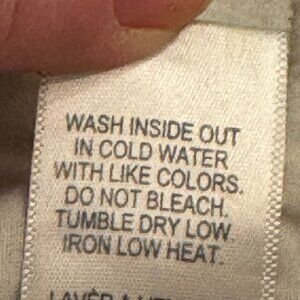 WASH INSIDE OUT
IN COLD WATER
WITH LIKE COLORS.
DO NOT BLEACH.
TUMBLE DRY LOW.
IRON LOW HEAT.